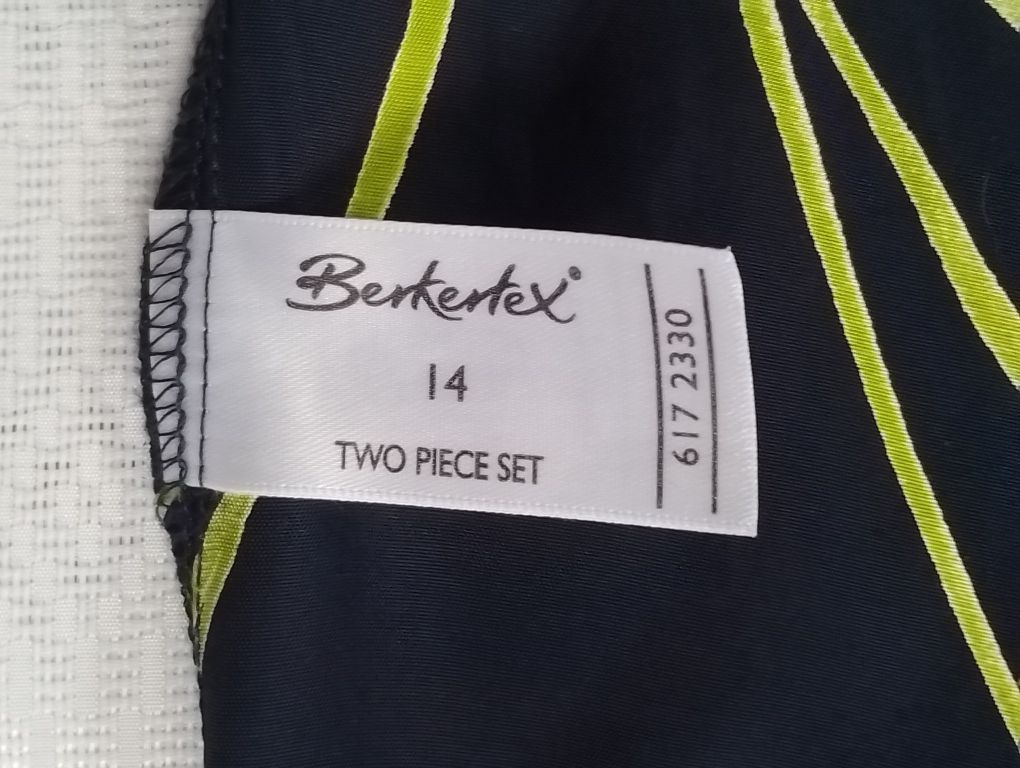 Berkertex
14
TWO PIECE SET
617 2330